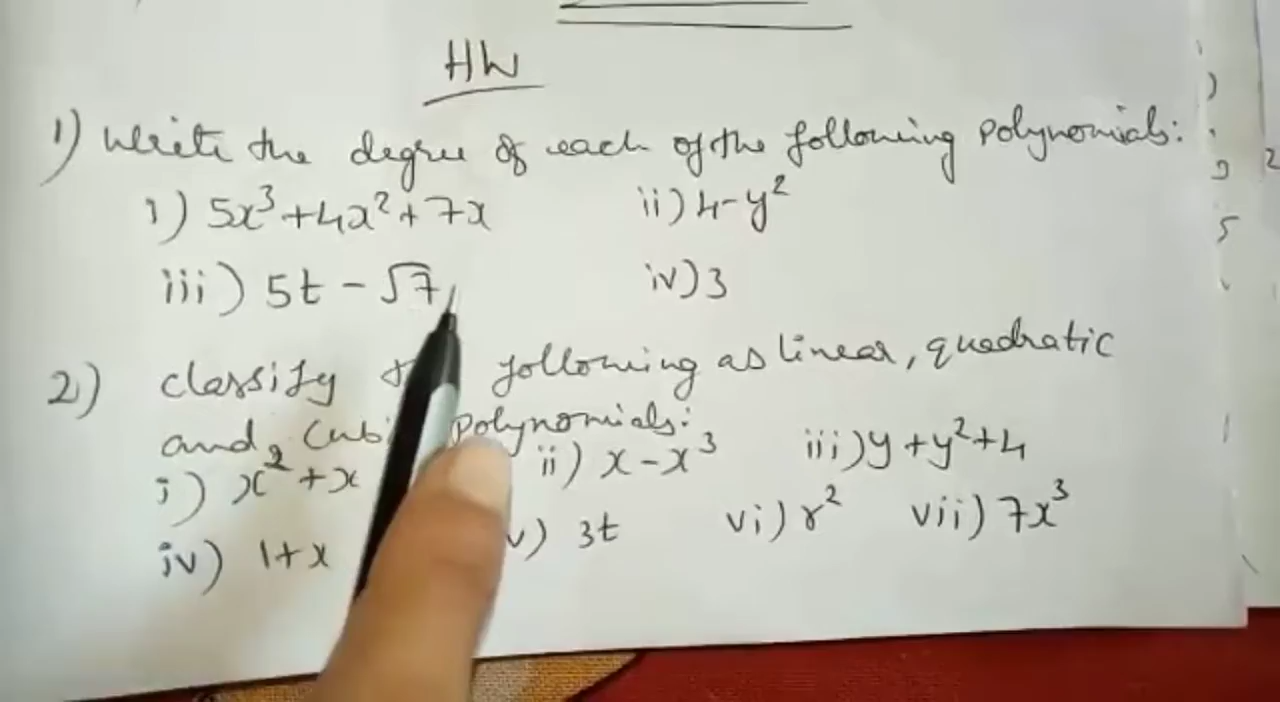 HW
1) Write the degree of each of the following polynomials:
i) 5x³ + 4x² + 7x ii) 4 - y²
iii) 5t - √7 iv) 3
2) classify following as linear, quadratic
and polynomials:
i) x² + x ii) x - x³ iii) y + y² + 4
iv) 1 + x v) 3t vi) r² vii) 7x³